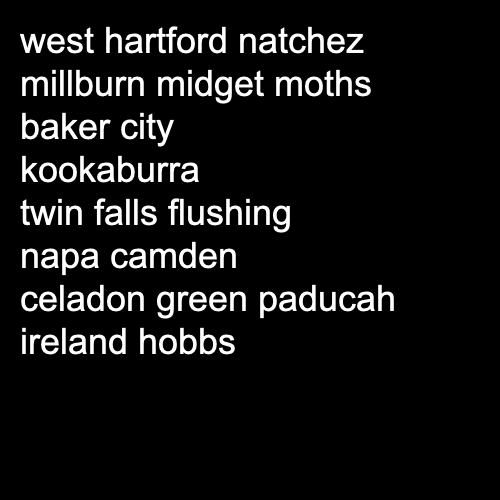 west hartford natchez
millburn midget moths
baker city
kookaburra
twin falls flushing
napa camden
celadon green paducah
ireland hobbs